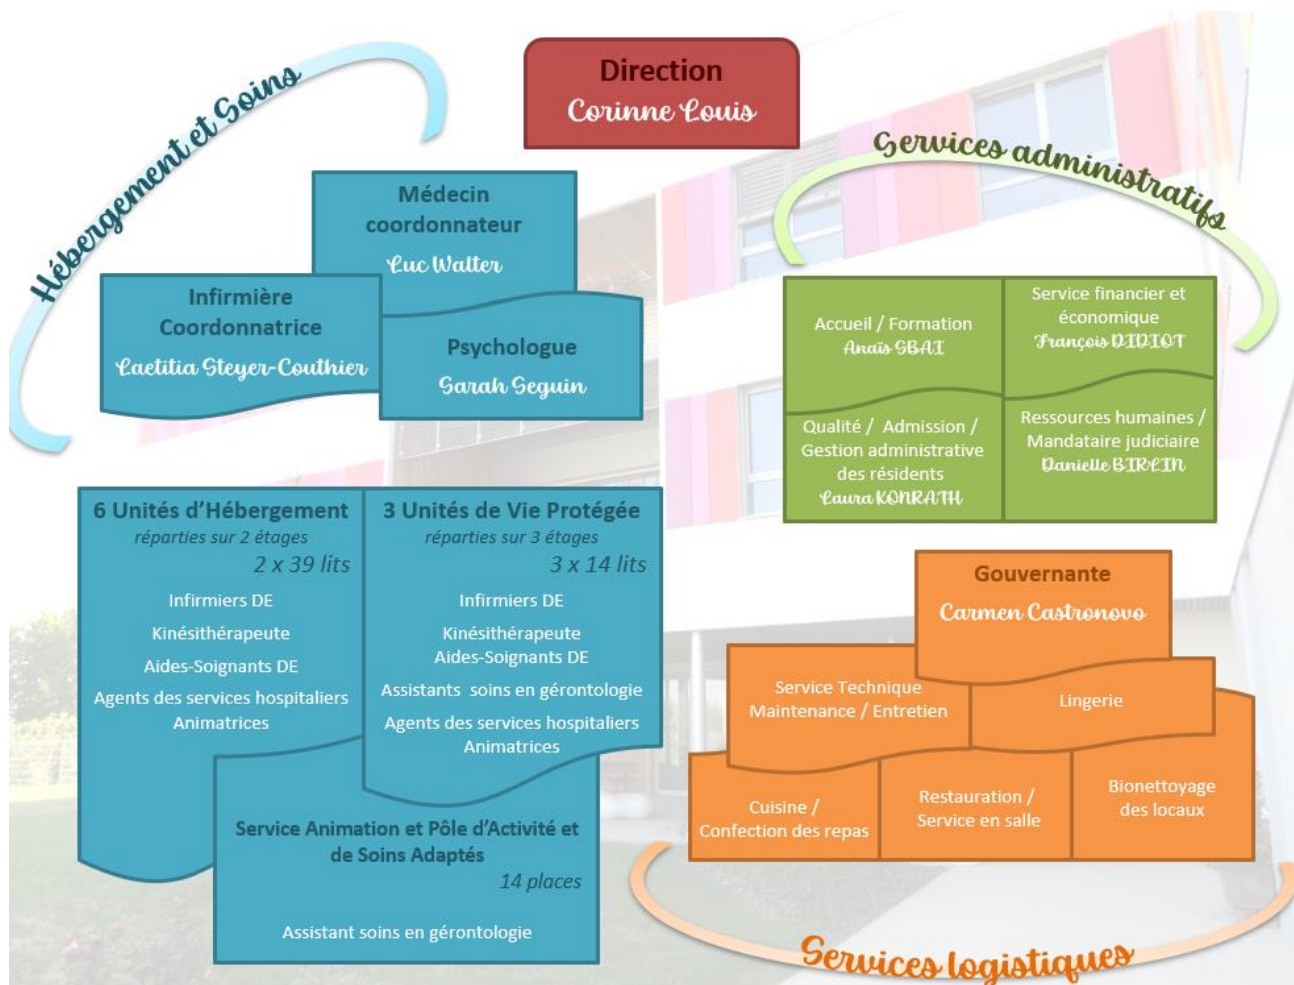 Direction
Corinne Louis
Hébergement et Soins
Médecin
coordonnateur
Luc Walter
Infirmière
Coordonnatrice
Laetitia Steyer-Couthier
Psychologue
Sarah Seguin
6 Unités d'Hébergement
réparties sur 2 étages
2 x 39 lits
Infirmiers DE
Kinésithérapeute
Aides-Soignants DE
Agents des services hospitaliers
Animatrices
3 Unités de Vie Protégée
réparties sur 3 étages
3 x 14 lits
Infirmiers DE
Kinésithérapeute
Aides-Soignants DE
Assistants soins en gérontologie
Agents des services hospitaliers
Animatrices
Service Animation et Pôle d'Activité et
de Soins Adaptés
14 places
Assistant soins en gérontologie
Services administratifs
Accueil / Formation
Anaïs SBAI
Service financier et
économique
François DIDIOT
Qualité / Admission /
Gestion administrative
des résidents
Laura KONRATH
Ressources humaines /
Mandataire judiciaire
Danielle BIRLIN
Gouvernante
Carmen Castronovo
Service Technique
Maintenance / Entretien
Lingerie
Cuisine /
Confection des repas
Restauration /
Service en salle
Bionettoyage
des locaux
Services logistiques